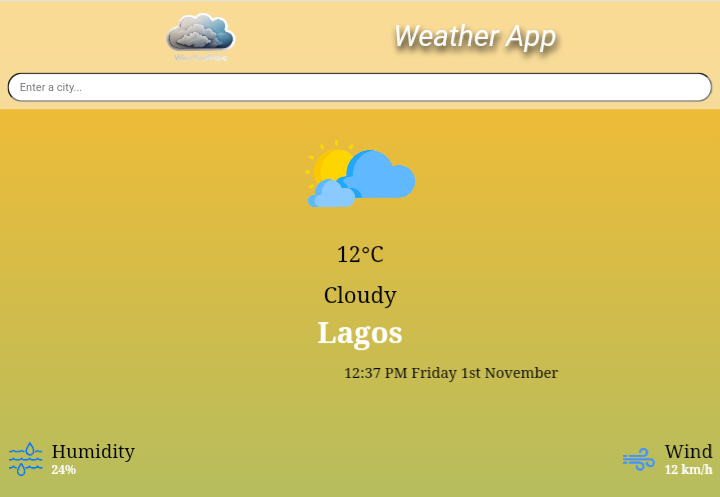 Weather App
Enter a city...
12°C
Cloudy
Lagos
12:37 PM Friday 1st November
Humidity
24%
Wind
12 km/h